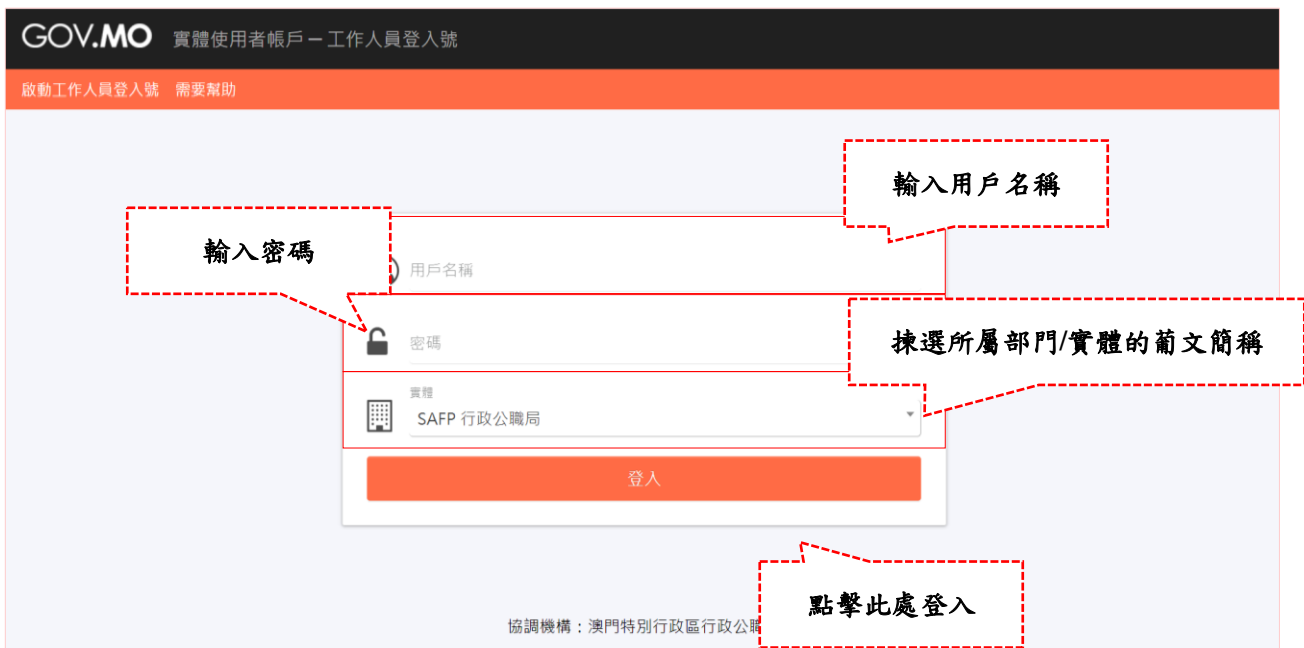 GOV.MO 實體使用者帳戶 – 工作人員登入號
啟動工作人員登入號 需要幫助
輸入用戶名稱
輸入密碼
用戶名稱
密碼
揀選所屬部門/實體的葡文簡稱
實體
SAFP 行政公職局
登入
點擊此處登入
協調機構：澳門特別行政區行政公職